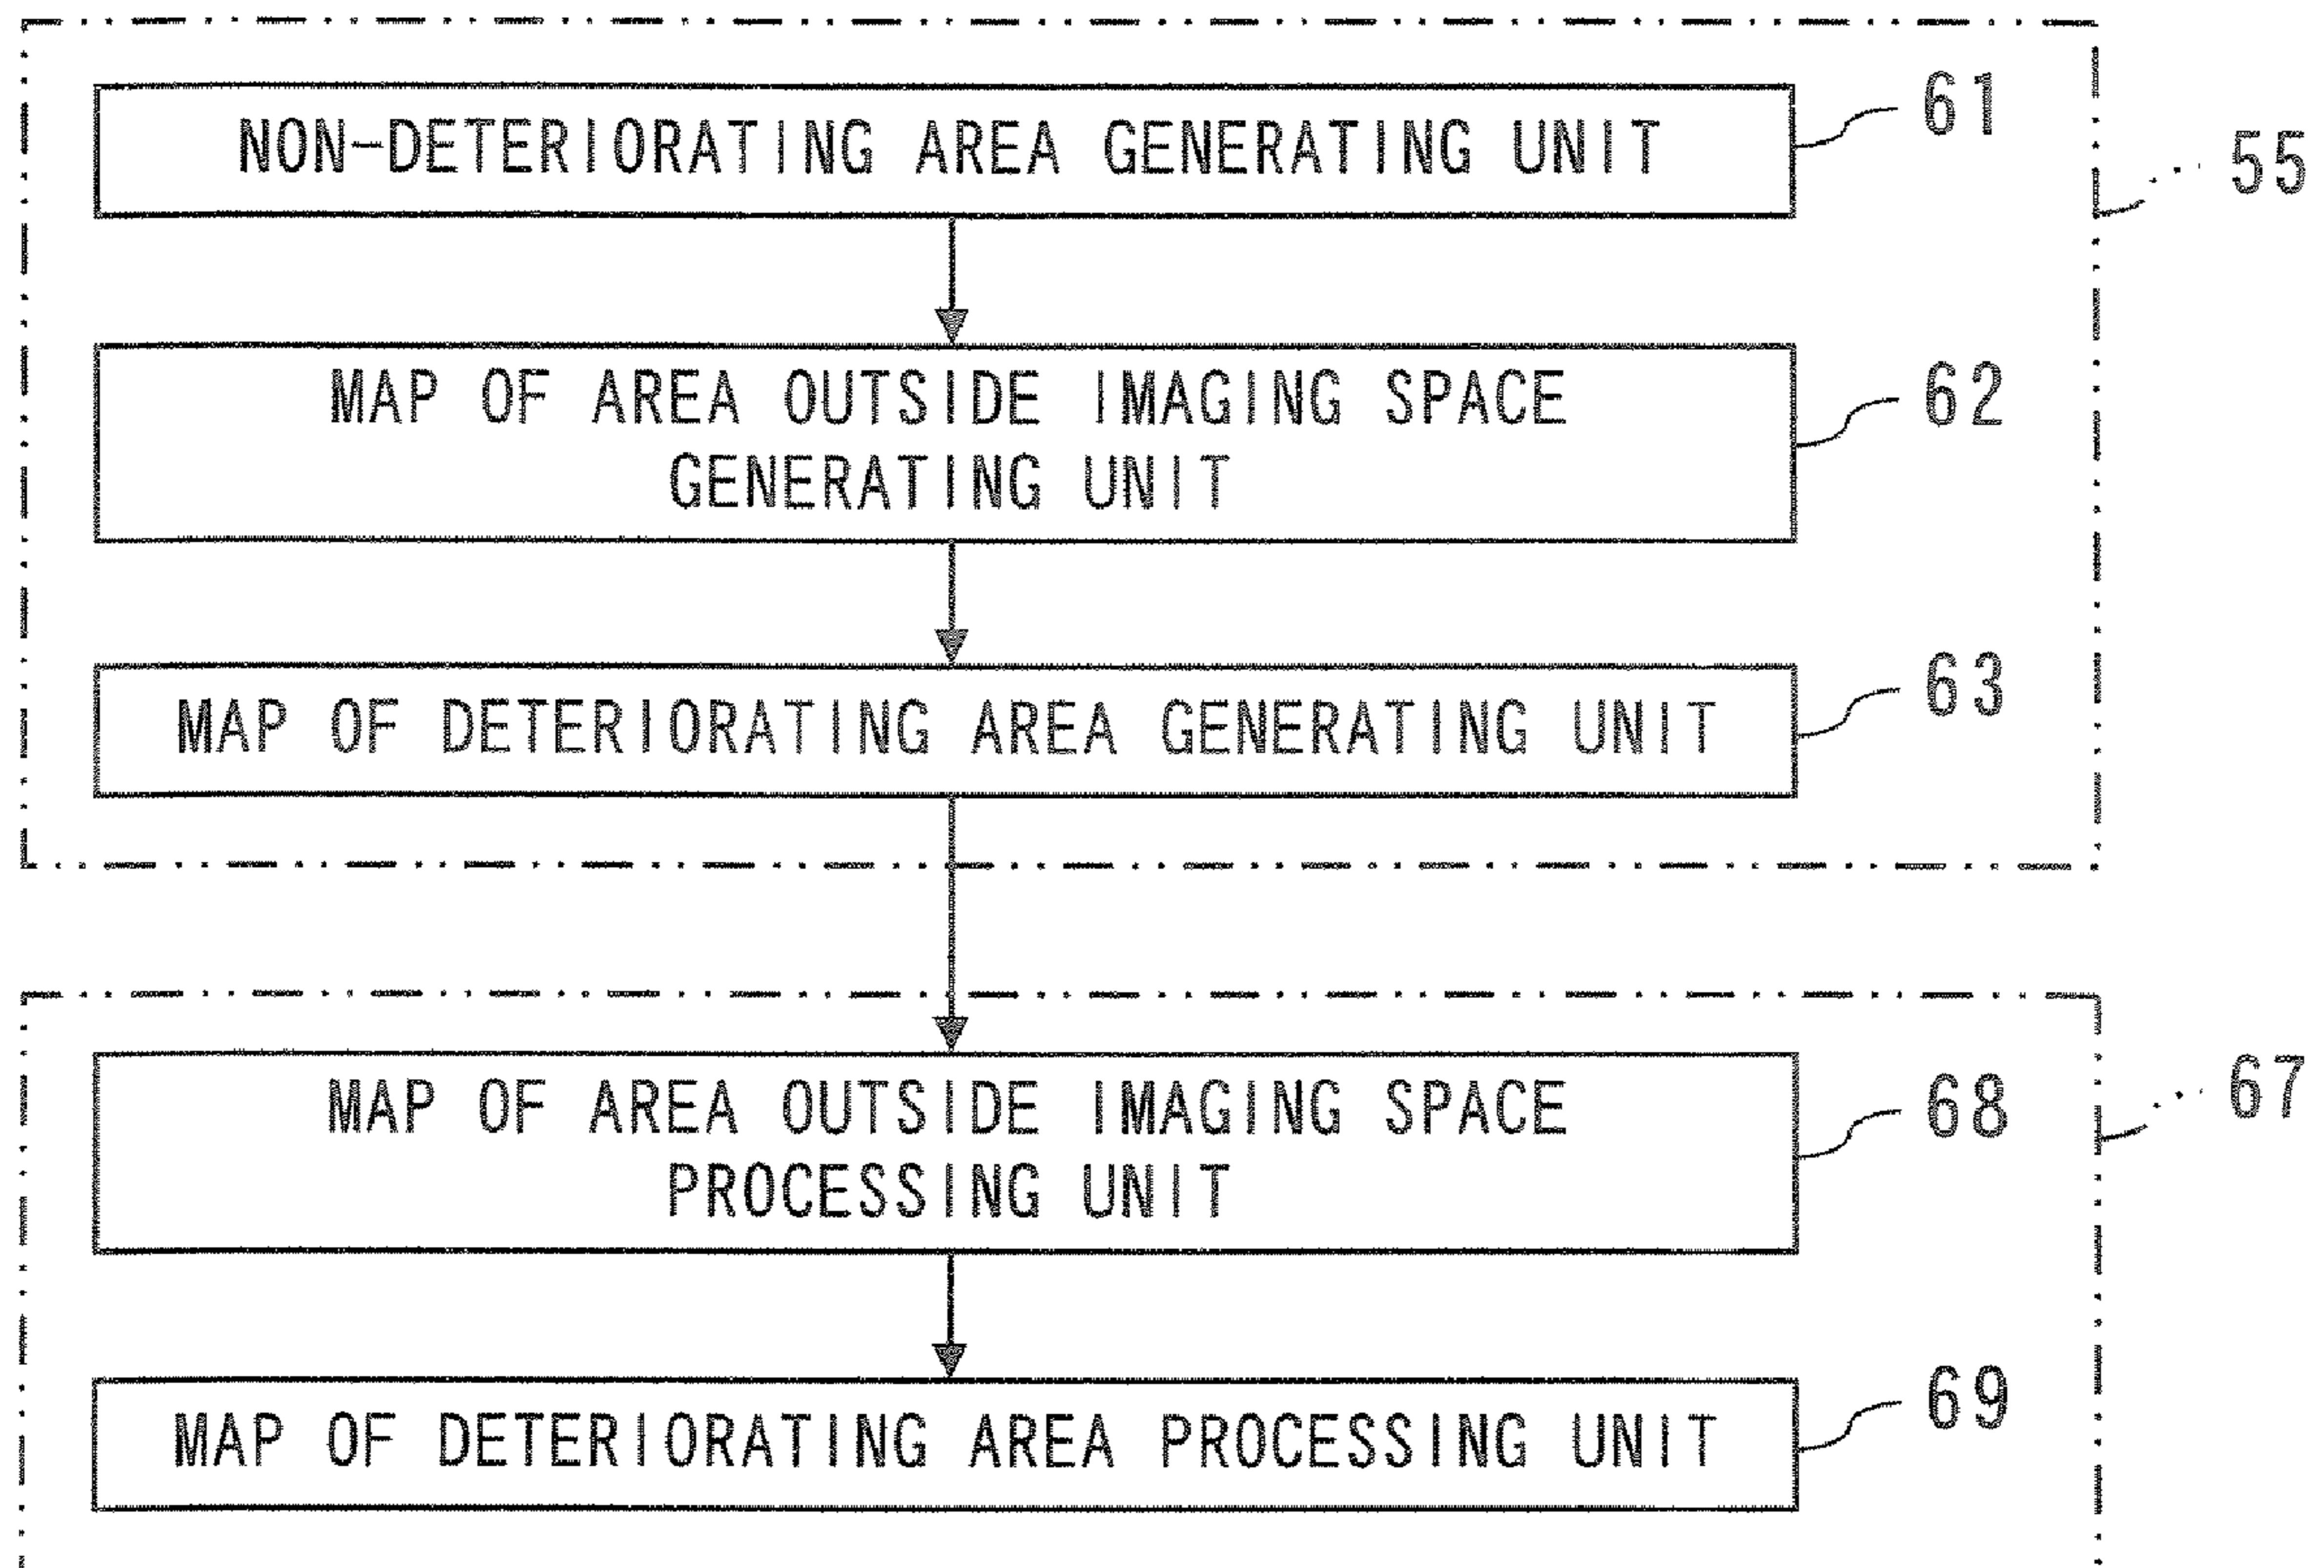 NON-DETERIORATING AREA GENERATING UNIT
61
55
MAP OF AREA OUTSIDE IMAGING SPACE
GENERATING UNIT
62
MAP OF DETERIORATING AREA GENERATING UNIT
63
MAP OF AREA OUTSIDE IMAGING SPACE
PROCESSING UNIT
68
67
MAP OF DETERIORATING AREA PROCESSING UNIT
69